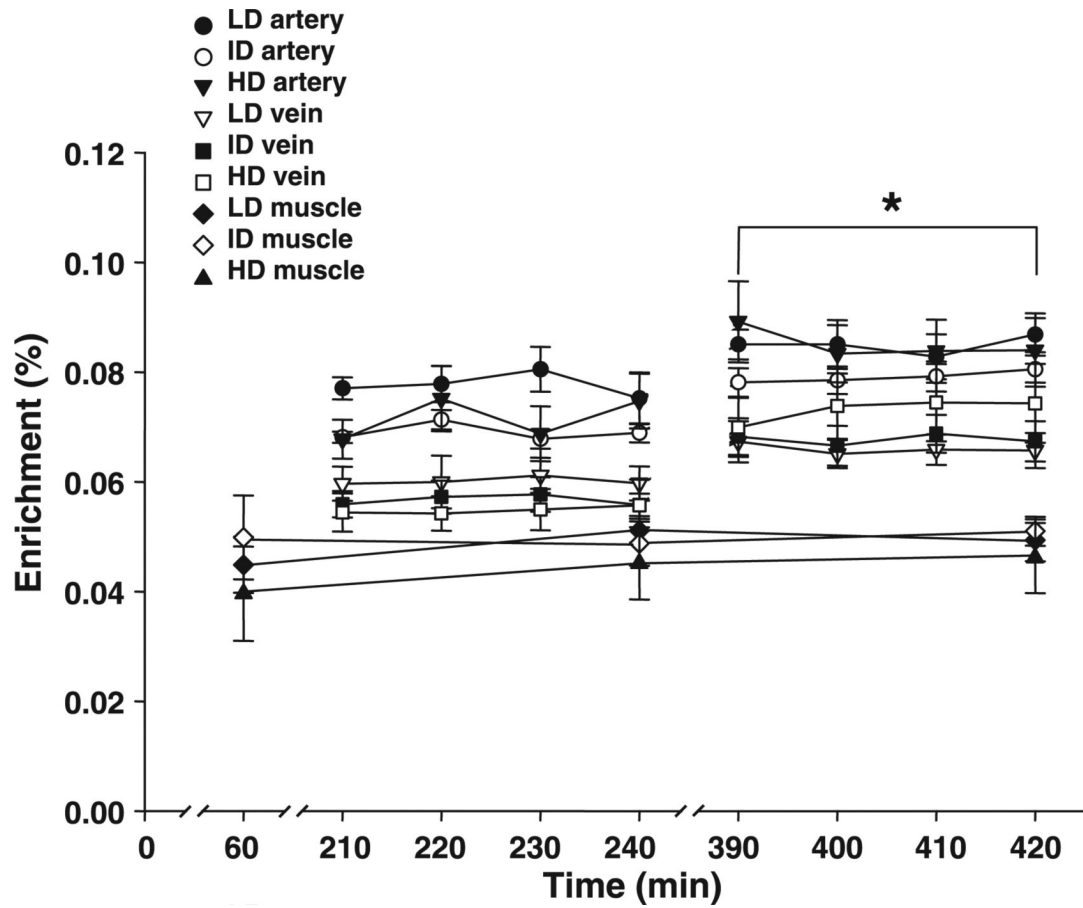 LD artery
ID artery
HD artery
LD vein
ID vein
HD vein
LD muscle
ID muscle
HD muscle
*
0.12
0.10
0.08
0.06
0.04
0.02
0.00
Enrichment (%)
0 60 210 220 230 240 390 400 410 420
Time (min)